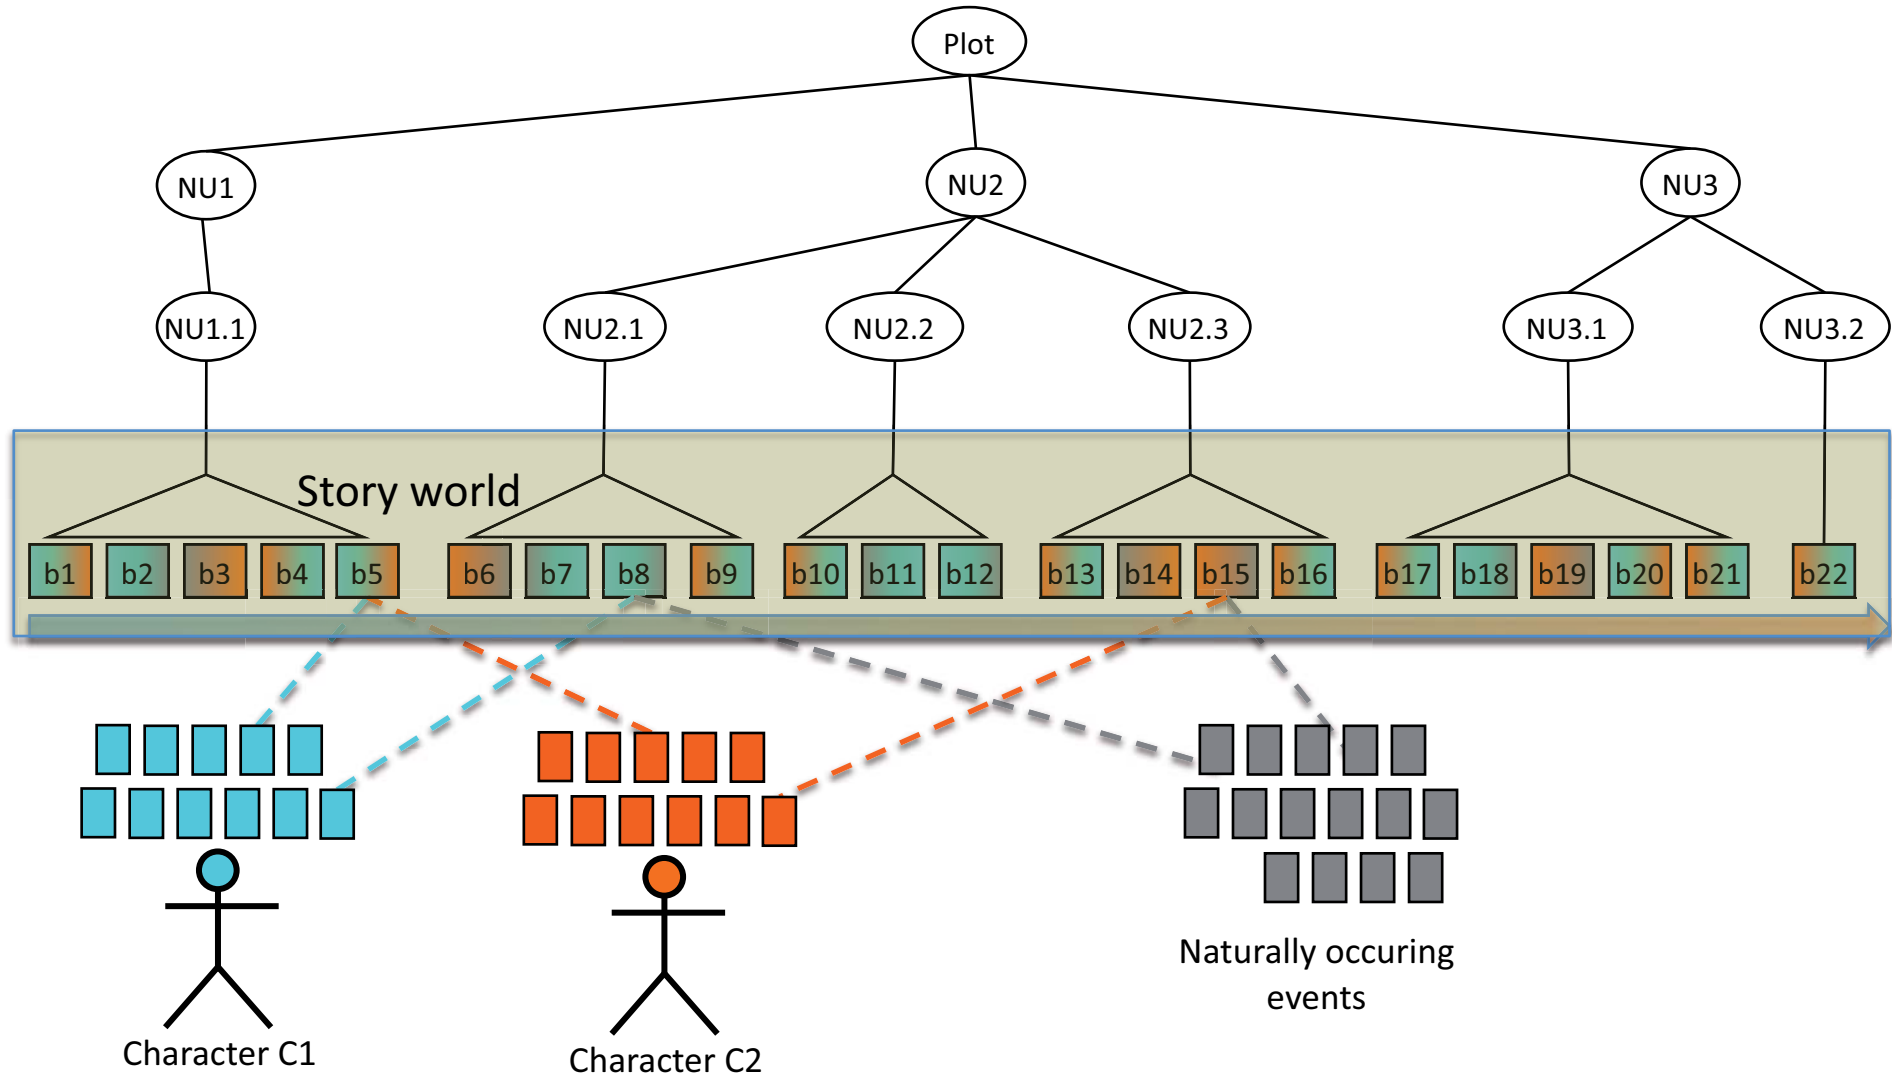 Plot
NU1 NU2 NU3
NU1.1 NU2.1 NU2.2 NU2.3 NU3.1 NU3.2
Story world
b1 b2 b3 b4 b5 b6 b7 b8 b9 b10 b11 b12 b13 b14 b15 b16 b17 b18 b19 b20 b21 b22
Naturally occuring
events
Character C1
Character C2